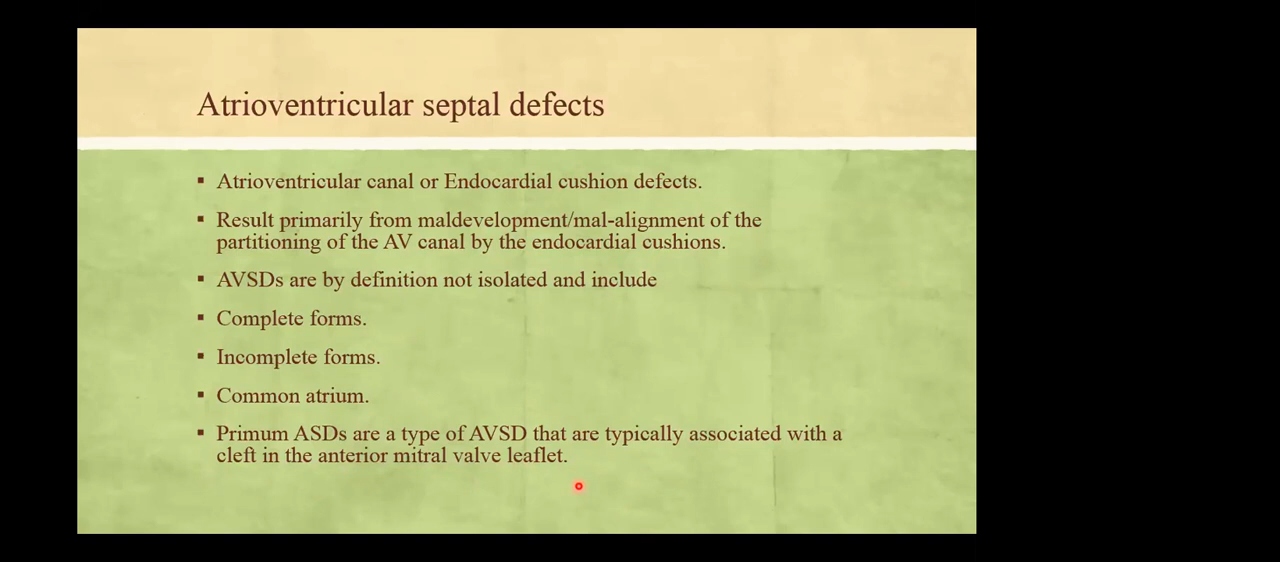 Atrioventricular septal defects
▪ Atrioventricular canal or Endocardial cushion defects.
▪ Result primarily from maldevelopment/mal-alignment of the
partitioning of the AV canal by the endocardial cushions.
▪ AVSDs are by definition not isolated and include
▪ Complete forms.
▪ Incomplete forms.
▪ Common atrium.
▪ Primum ASDs are a type of AVSD that are typically associated with a
cleft in the anterior mitral valve leaflet.